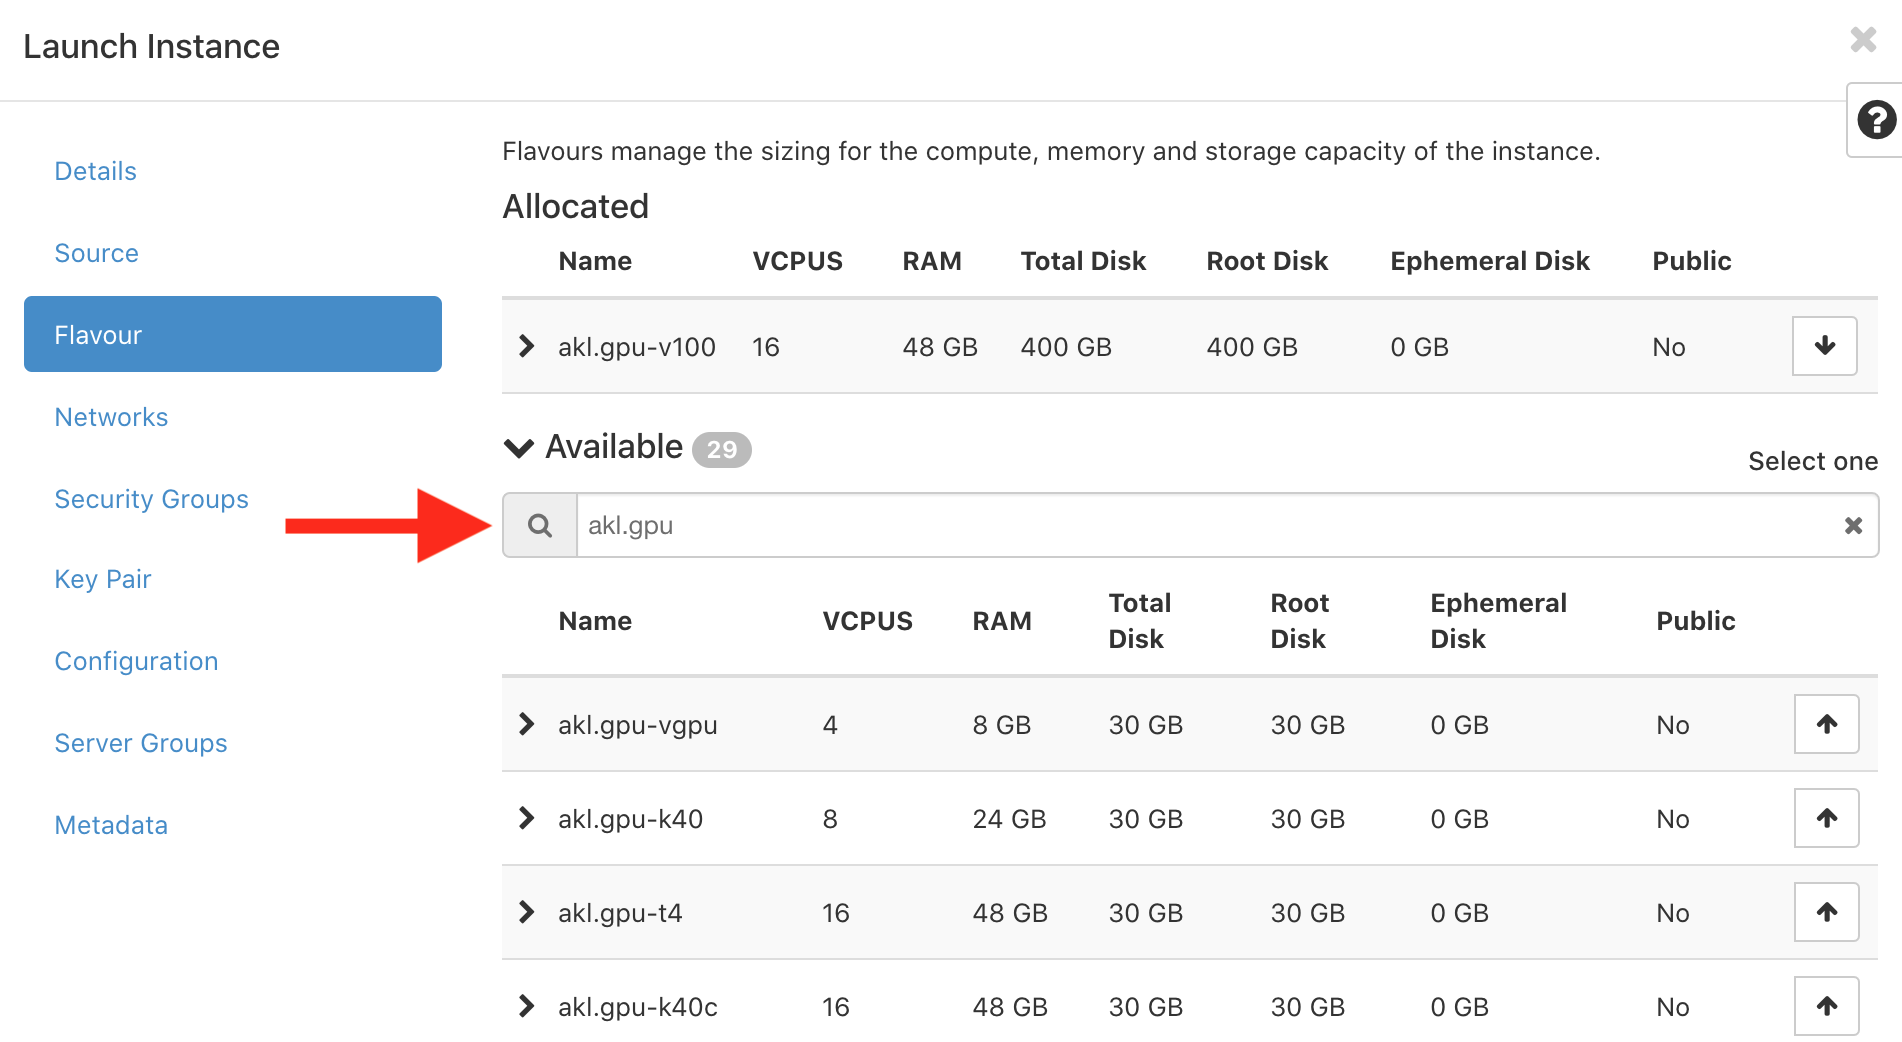 Launch Instance
Details
Source
Flavour
Networks
Security Groups
Key Pair
Configuration
Server Groups
Metadata
Flavours manage the sizing for the compute, memory and storage capacity of the instance.
Allocated
Name VCPUS RAM Total Disk Root Disk Ephemeral Disk Public
akl.gpu-v100 16 48 GB 400 GB 400 GB 0 GB No
Available 29
Select one
akl.gpu
Name VCPUS RAM Total Disk Root Disk Ephemeral Disk Public
akl.gpu-vgpu 4 8 GB 30 GB 30 GB 0 GB No
akl.gpu-k40 8 24 GB 30 GB 30 GB 0 GB No
akl.gpu-t4 16 48 GB 30 GB 30 GB 0 GB No
akl.gpu-k40c 16 48 GB 30 GB 30 GB 0 GB No